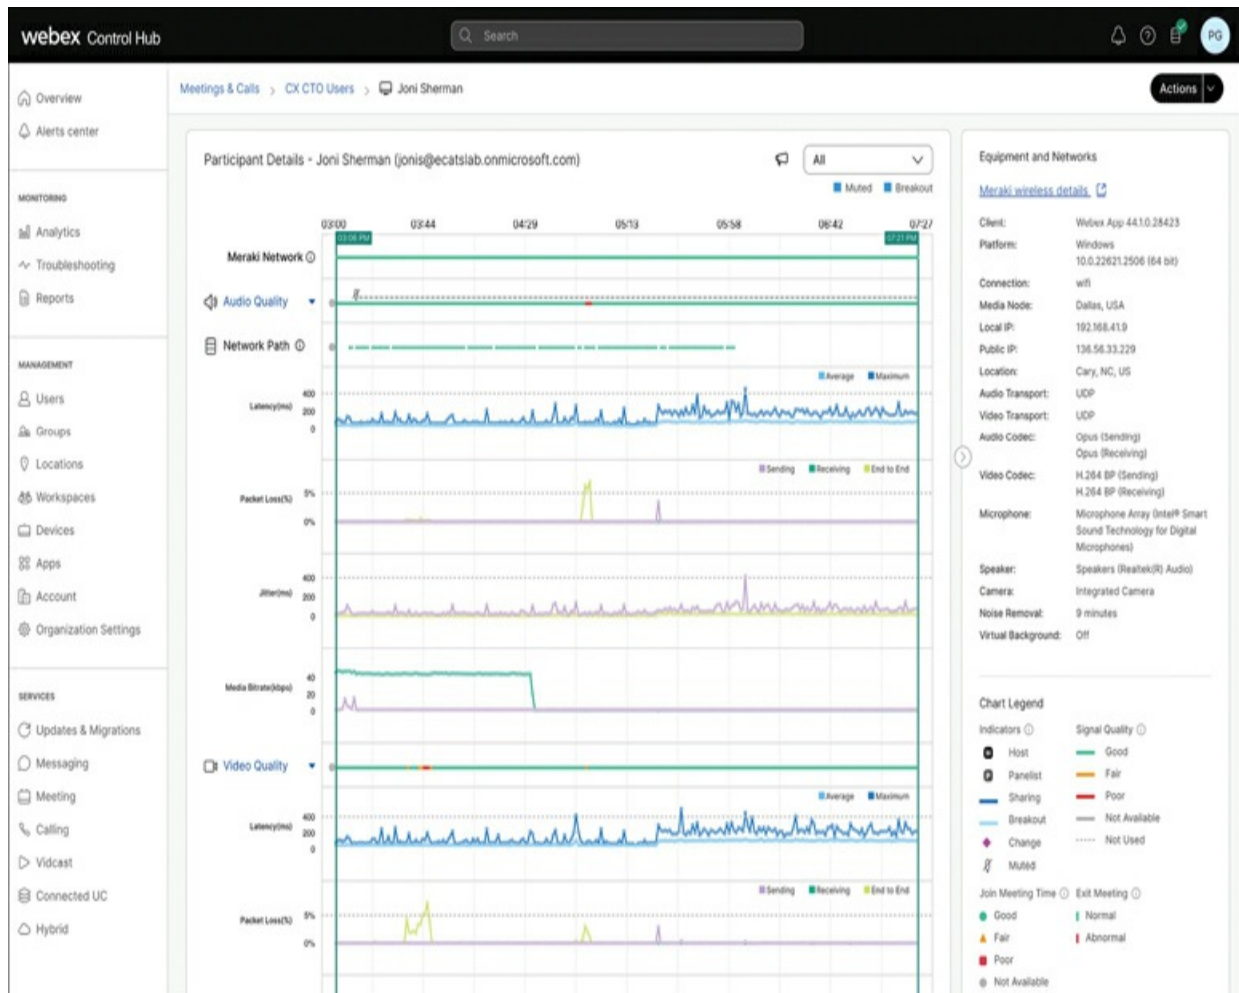 webex Control Hub
Search
PG
Overview
Alerts center
MONITORING
Analytics
Troubleshooting
Reports
MANAGEMENT
Users
Groups
Locations
Workspaces
Devices
Apps
Account
Organization Settings
SERVICES
Updates & Migrations
Messaging
Meeting
Calling
Vidcast
Connected UC
Hybrid
Meetings & Calls > CX CTO Users > Joni Sherman
Actions
Participant Details - Joni Sherman (jonis@ecatslab.onmicrosoft.com)
All
Muted Breakout
03:00 03:44 04:29 05:13 05:58 06:42 07:27
03:06 PM 07:21 PM
Meraki Network
Audio Quality
Network Path
Average Maximum
Latency(ms)
400
200
0
Sending Receiving End to End
Packet Loss(%)
5%
0%
Jitter(ms)
400
200
0
Media Bitrate(kbps)
40
20
0
Video Quality
Average Maximum
Latency(ms)
400
200
0
Sending Receiving End to End
Packet Loss(%)
5%
0%
Equipment and Networks
Meraki wireless details
Client: Webex App 44.1.0.28423
Platform: Windows
10.0.22621.2506 (64 bit)
Connection: wifi
Media Node: Dallas, USA
Local IP: 192.168.41.9
Public IP: 136.56.33.229
Location: Cary, NC, US
Audio Transport: UDP
Video Transport: UDP
Audio Codec: Opus (Sending)
Opus (Receiving)
Video Codec: H.264 BP (Sending)
H.264 BP (Receiving)
Microphone: Microphone Array (Intel® Smart
Sound Technology for Digital
Microphones)
Speaker: Speakers (Realtek(R) Audio)
Camera: Integrated Camera
Noise Removal: 9 minutes
Virtual Background: Off
Chart Legend
Indicators Signal Quality
Host Good
Panelist Fair
Sharing Poor
Breakout Not Available
Change Not Used
Muted
Join Meeting Time Exit Meeting
Good Normal
Fair Abnormal
Poor
Not Available